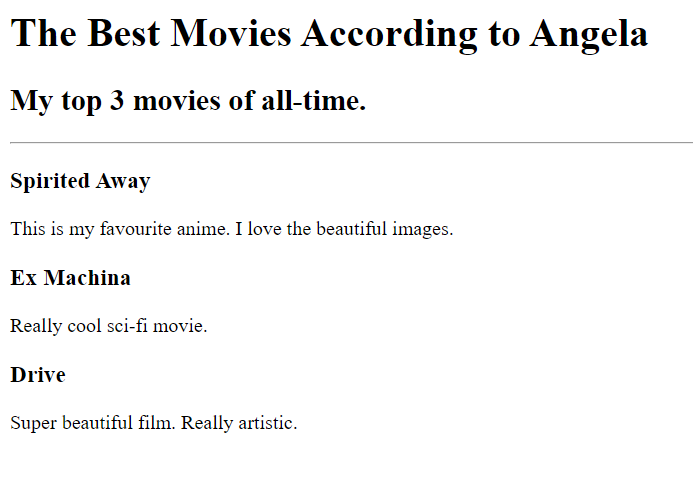 The Best Movies According to Angela
My top 3 movies of all-time.
Spirited Away
This is my favourite anime. I love the beautiful images.
Ex Machina
Really cool sci-fi movie.
Drive
Super beautiful film. Really artistic.